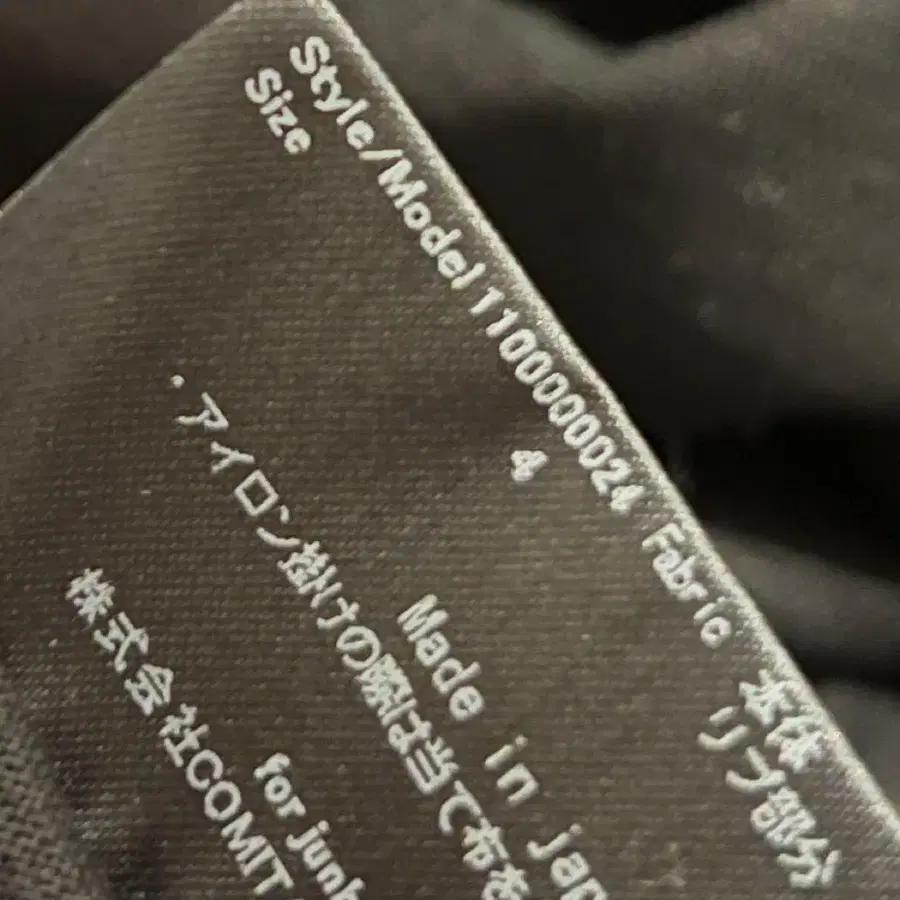 Style/Model 1100000024 Fabric 本体
Size 4 リブ部分
Made in jap
.アイロン掛けの際は当て布を
for junh
株式会社COMIT